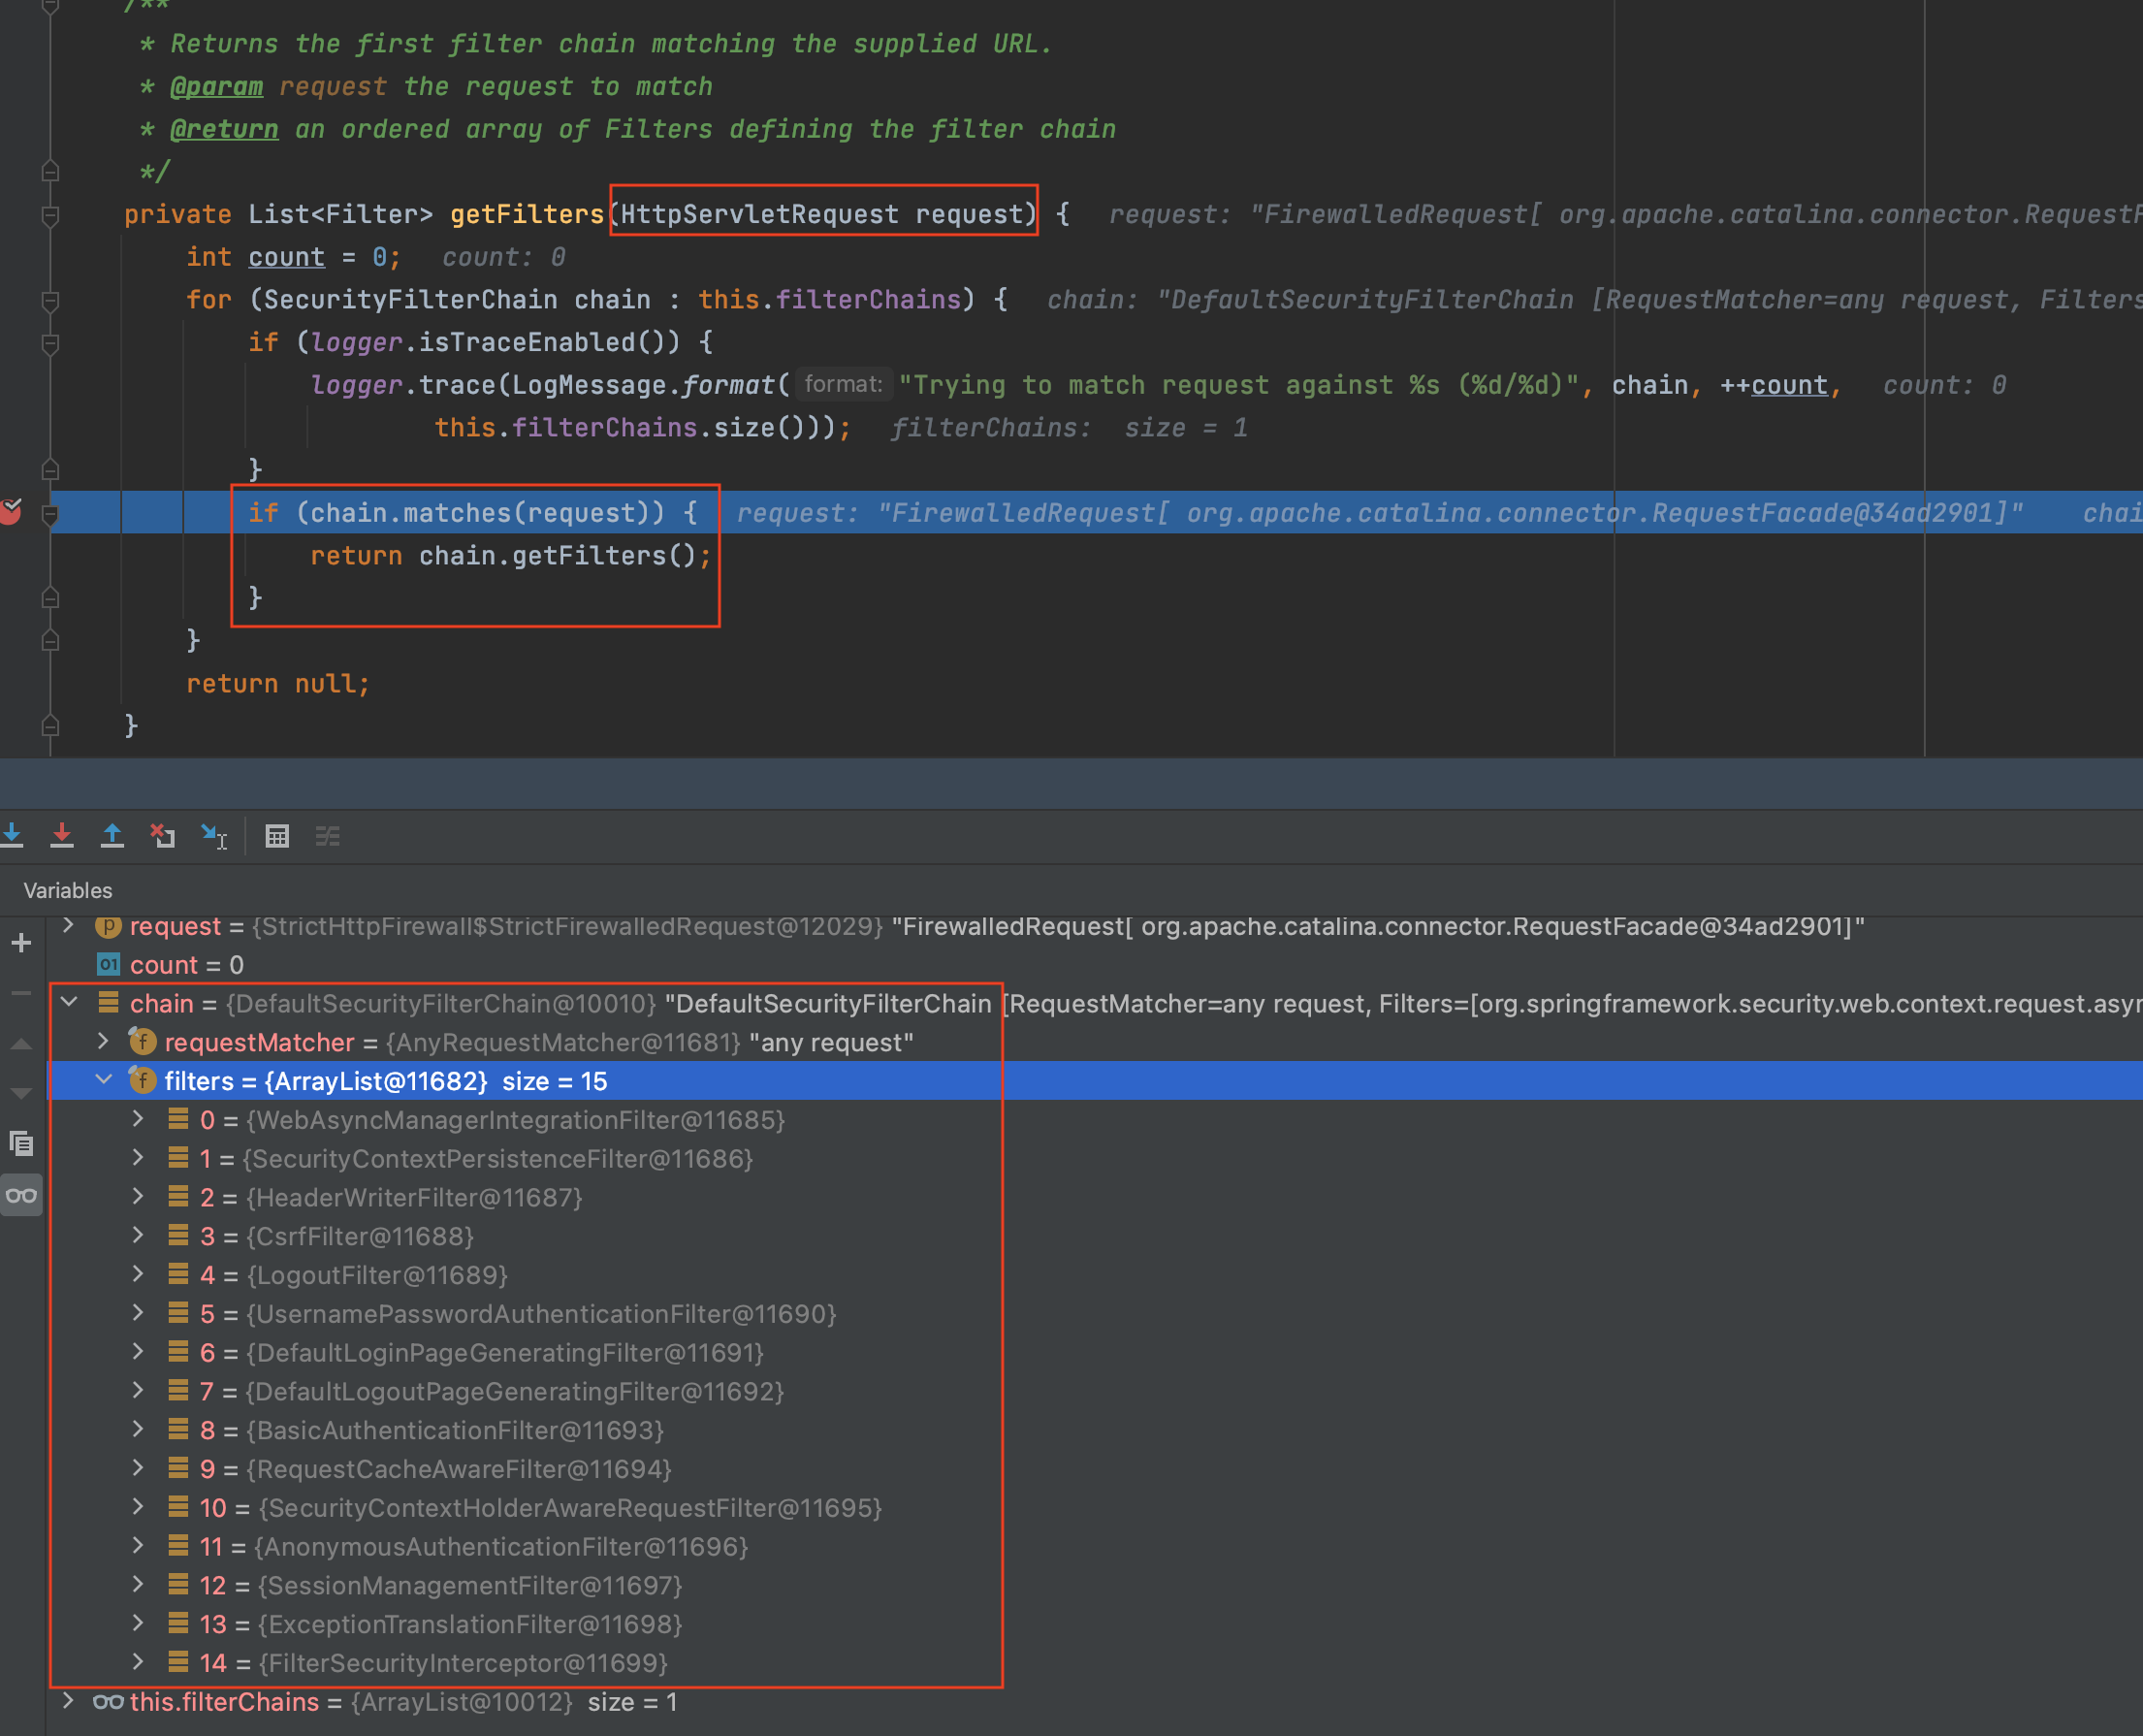 /**
* Returns the first filter chain matching the supplied URL.
* @param request the request to match
* @return an ordered array of Filters defining the filter chain
*/
private List<Filter> getFilters(HttpServletRequest request) { request: "FirewalledRequest[ org.apache.catalina.connector.RequestF
int count = 0; count: 0
for (SecurityFilterChain chain : this.filterChains) { chain: "DefaultSecurityFilterChain [RequestMatcher=any request, Filters
if (logger.isTraceEnabled()) {
logger.trace(LogMessage.format( format: "Trying to match request against %s (%d/%d)", chain, ++count, count: 0
this.filterChains.size())); filterChains: size = 1
}
if (chain.matches(request)) { request: "FirewalledRequest[ org.apache.catalina.connector.RequestFacade@34ad2901]" chai
return chain.getFilters();
}
}
return null;
}
Variables
request = {StrictHttpFirewall$StrictFirewalledRequest@12029} "FirewalledRequest[ org.apache.catalina.connector.RequestFacade@34ad2901]"
count = 0
chain = {DefaultSecurityFilterChain@10010} "DefaultSecurityFilterChain [RequestMatcher=any request, Filters=[org.springframework.security.web.context.request.asyn
requestMatcher = {AnyRequestMatcher@11681} "any request"
filters = {ArrayList@11682} size = 15
0 = {WebAsyncManagerIntegrationFilter@11685}
1 = {SecurityContextPersistenceFilter@11686}
2 = {HeaderWriterFilter@11687}
3 = {CsrfFilter@11688}
4 = {LogoutFilter@11689}
5 = {UsernamePasswordAuthenticationFilter@11690}
6 = {DefaultLoginPageGeneratingFilter@11691}
7 = {DefaultLogoutPageGeneratingFilter@11692}
8 = {BasicAuthenticationFilter@11693}
9 = {RequestCacheAwareFilter@11694}
10 = {SecurityContextHolderAwareRequestFilter@11695}
11 = {AnonymousAuthenticationFilter@11696}
12 = {SessionManagementFilter@11697}
13 = {ExceptionTranslationFilter@11698}
14 = {FilterSecurityInterceptor@11699}
this.filterChains = {ArrayList@10012} size = 1